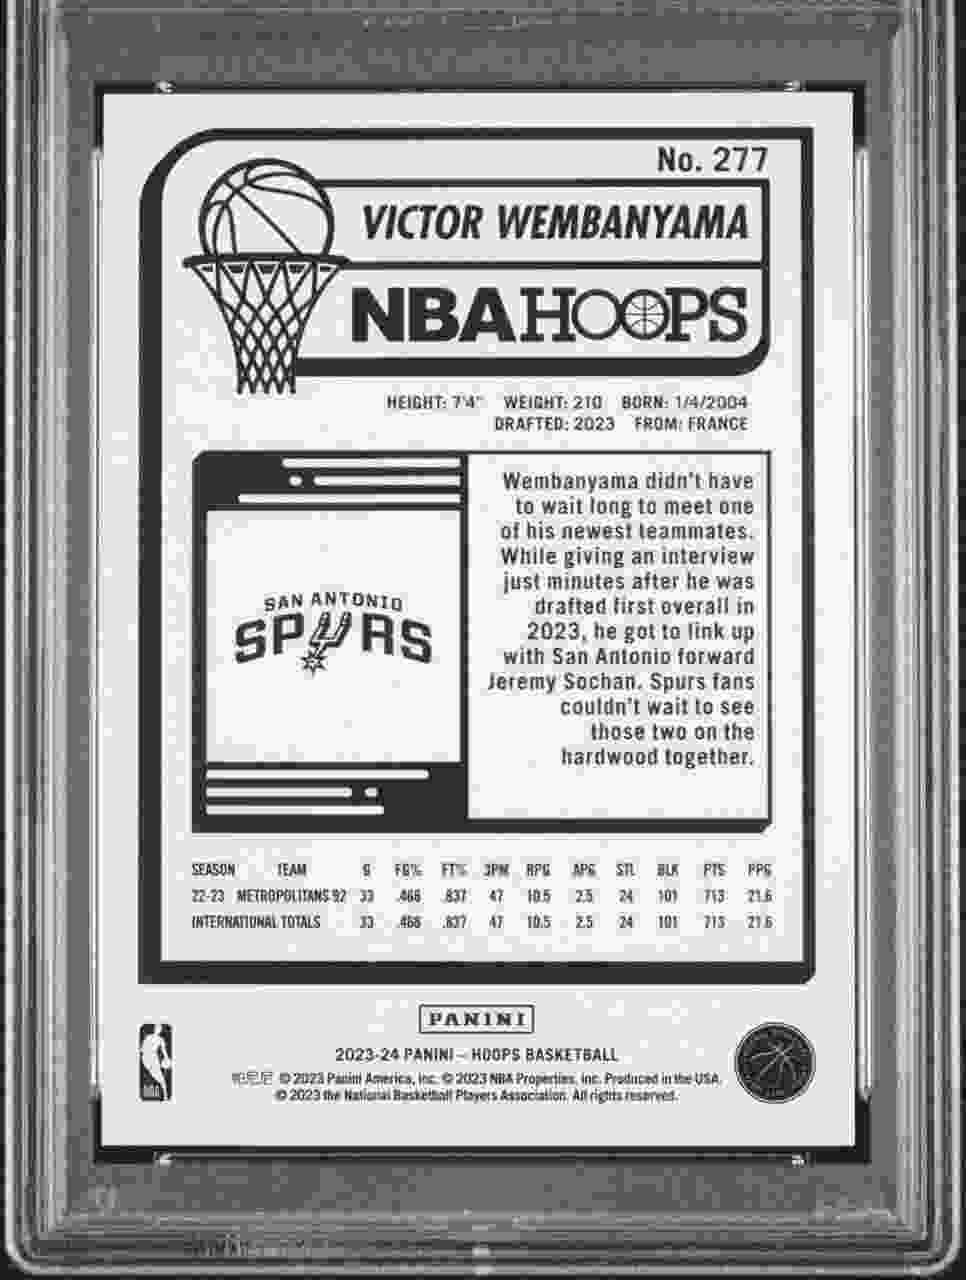 No. 277
VICTOR WEMBANYAMA
NBA HOOPS
HEIGHT: 7'4" WEIGHT: 210 BORN: 1/4/2004
DRAFTED: 2023 FROM: FRANCE
Wembanyama didn't have
to wait long to meet one
of his newest teammates.
While giving an interview
just minutes after he was
drafted first overall in
2023, he got to link up
with San Antonio forward
Jeremy Sochan. Spurs fans
couldn't wait to see
those two on the
hardwood together.
SAN ANTONIO
SPURS
SEASON TEAM G FG% FT% 3PM RPG APG STL BLK PTS PPG
22-23 METROPOLITANS 92 33 .466 .837 47 10.5 2.5 24 101 713 21.6
INTERNATIONAL TOTALS 33 .466 .837 47 10.5 2.5 24 101 713 21.6
PANINI
2023-24 PANINI – HOOPS BASKETBALL
© 2023 Panini America, Inc. © 2023 NBA Properties, Inc. Produced in the USA.
© 2023 the National Basketball Players Association. All rights reserved.